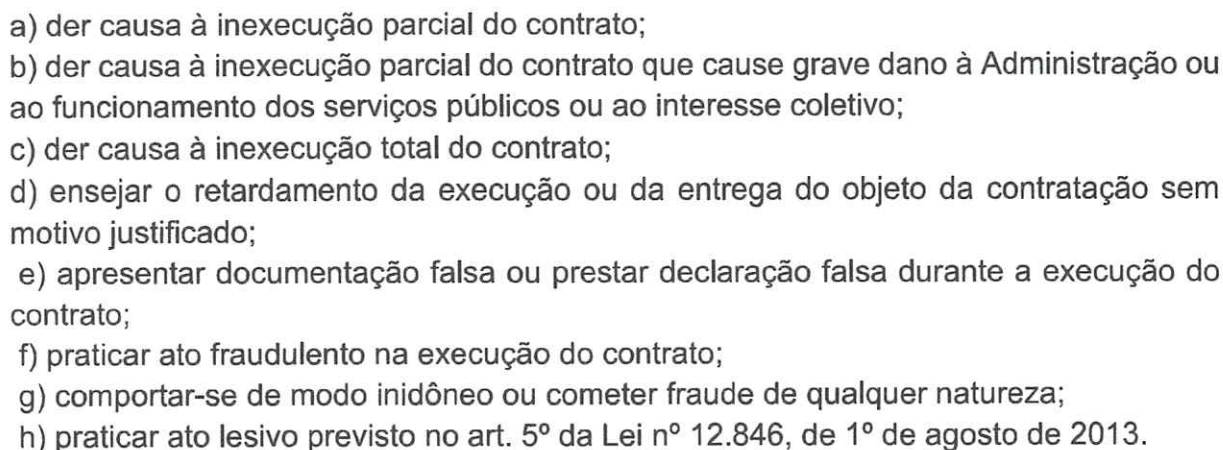 a) der causa à inexecução parcial do contrato;
b) der causa à inexecução parcial do contrato que cause grave dano à Administração ou
ao funcionamento dos serviços públicos ou ao interesse coletivo;
c) der causa à inexecução total do contrato;
d) ensejar o retardamento da execução ou da entrega do objeto da contratação sem
motivo justificado;
e) apresentar documentação falsa ou prestar declaração falsa durante a execução do
contrato;
f) praticar ato fraudulento na execução do contrato;
g) comportar-se de modo inidôneo ou cometer fraude de qualquer natureza;
h) praticar ato lesivo previsto no art. 5º da Lei nº 12.846, de 1º de agosto de 2013.